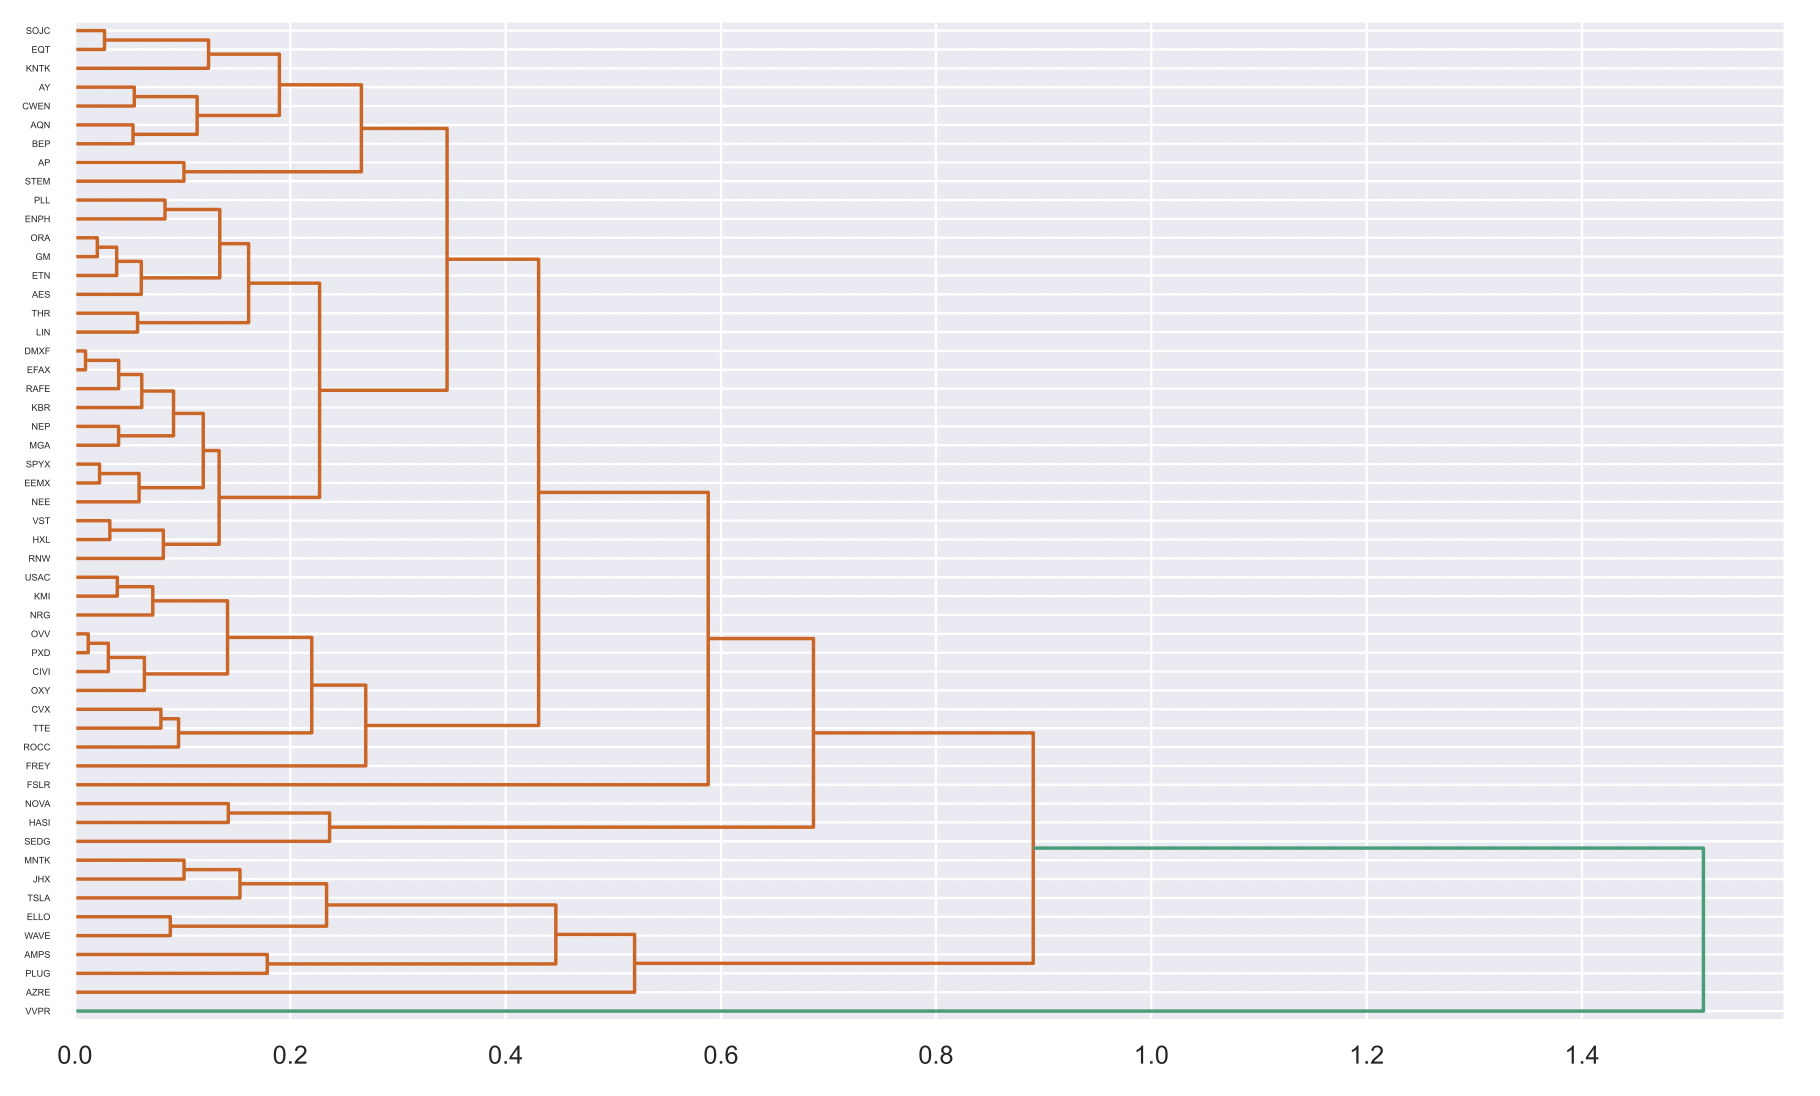 SOJC
EQT
KNTK
AY
CWEN
AQN
BEP
AP
STEM
PLL
ENPH
ORA
GM
ETN
AES
THR
LIN
DMXF
EFAX
RAFE
KBR
NEP
MGA
SPYX
EEMX
NEE
VST
HXL
RNW
USAC
KMI
NRG
OVV
PXD
CIVI
OXY
CVX
TTE
ROCC
FREY
FSLR
NOVA
HASI
SEDG
MNTK
JHX
TSLA
ELLO
WAVE
AMPS
PLUG
AZRE
VVPR
0.0 0.2 0.4 0.6 0.8 1.0 1.2 1.4